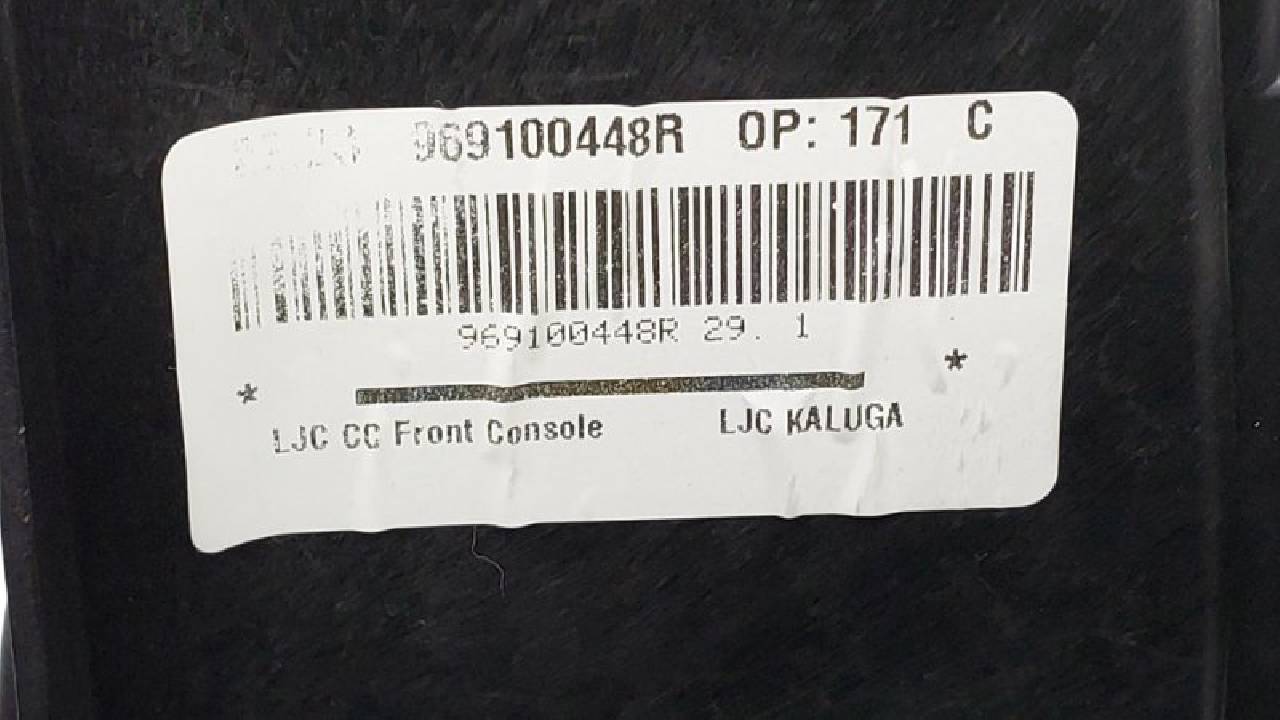 969100448R OP: 171 C
969100448R 29. 1
* *
LJC CC Front Console LJC KALUGA